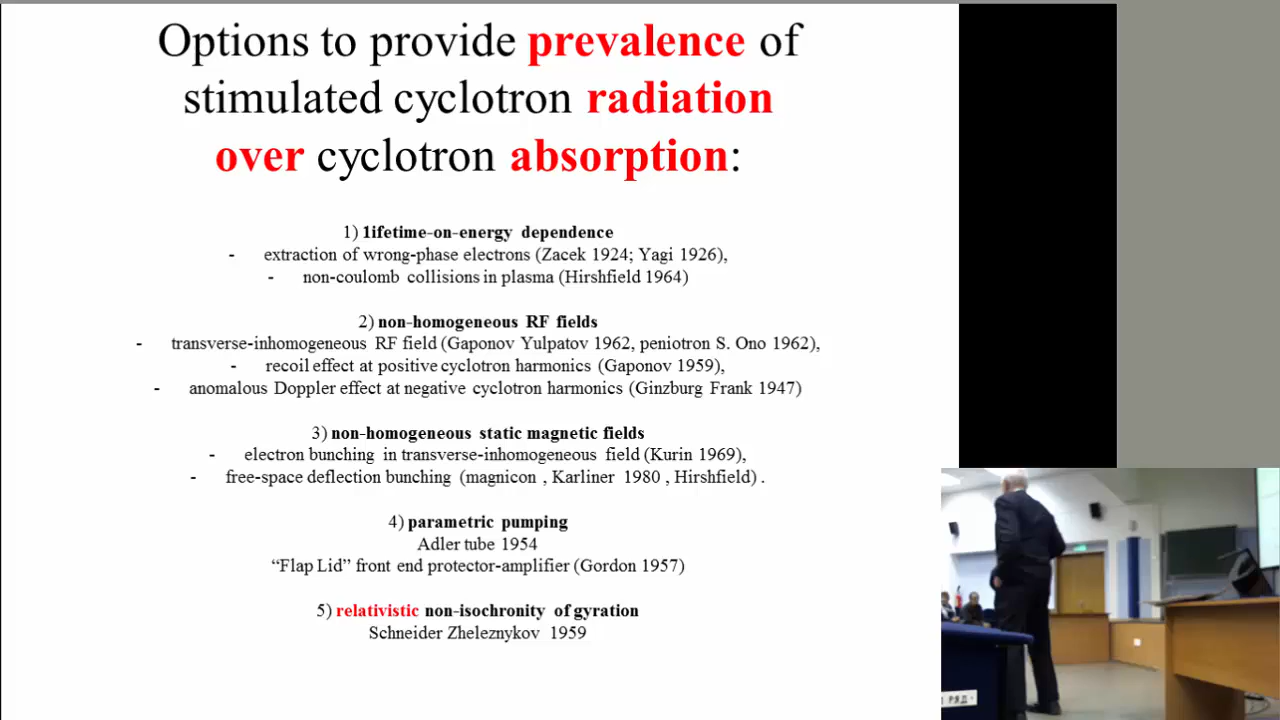 Options to provide prevalence of
stimulated cyclotron radiation
over cyclotron absorption:
1) lifetime-on-energy dependence
- extraction of wrong-phase electrons (Zacek 1924; Yagi 1926),
- non-coulomb collisions in plasma (Hirshfield 1964)
2) non-homogeneous RF fields
- transverse-inhomogeneous RF field (Gaponov Yulpatov 1962, peniotron S. Ono 1962),
- recoil effect at positive cyclotron harmonics (Gaponov 1959),
- anomalous Doppler effect at negative cyclotron harmonics (Ginzburg Frank 1947)
3) non-homogeneous static magnetic fields
- electron bunching in transverse-inhomogeneous field (Kurin 1969),
- free-space deflection bunching (magnicon , Karliner 1980 , Hirshfield) .
4) parametric pumping
Adler tube 1954
“Flap Lid” front end protector-amplifier (Gordon 1957)
5) relativistic non-isochronity of gyration
Schneider Zheleznykov 1959
РЯД